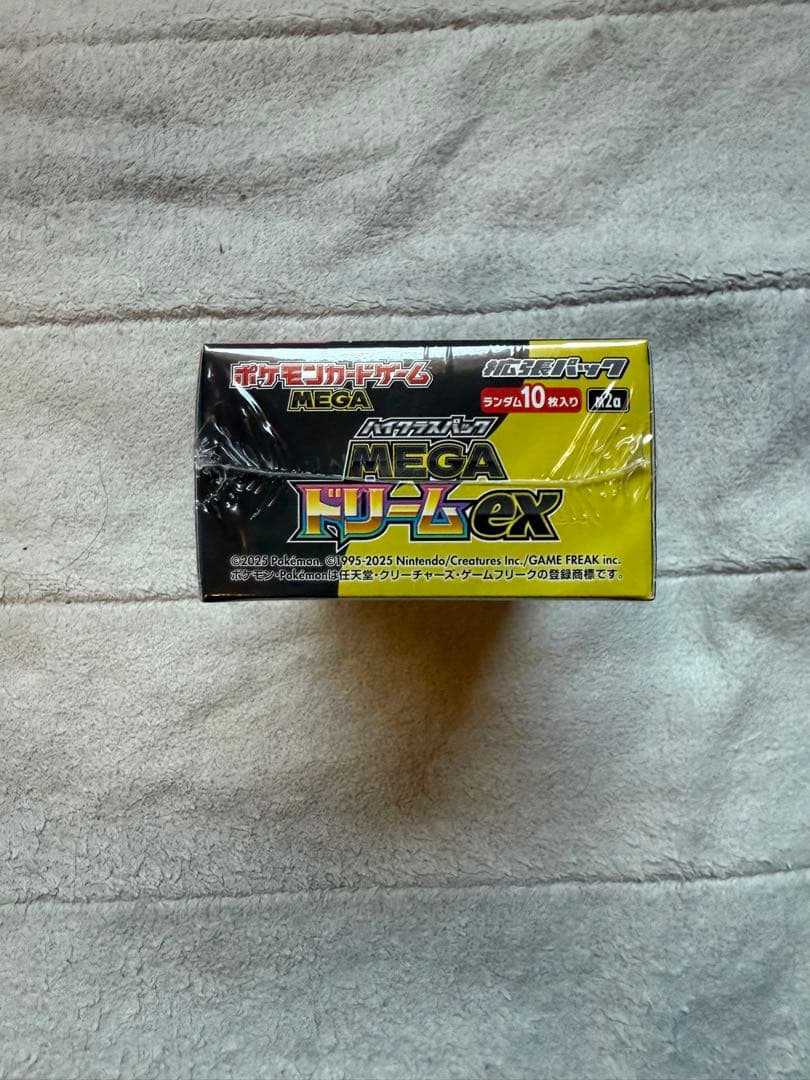 ポケモンカードゲーム
MEGA
拡張パック
ランダム10枚入り
m2a
ハイクラスパック
MEGA
ドリームex
©2025 Pokémon. ©1995-2025 Nintendo/Creatures Inc./GAME FREAK inc.
ポケモン・Pokémonは任天堂・クリーチャーズ・ゲームフリークの登録商標です。